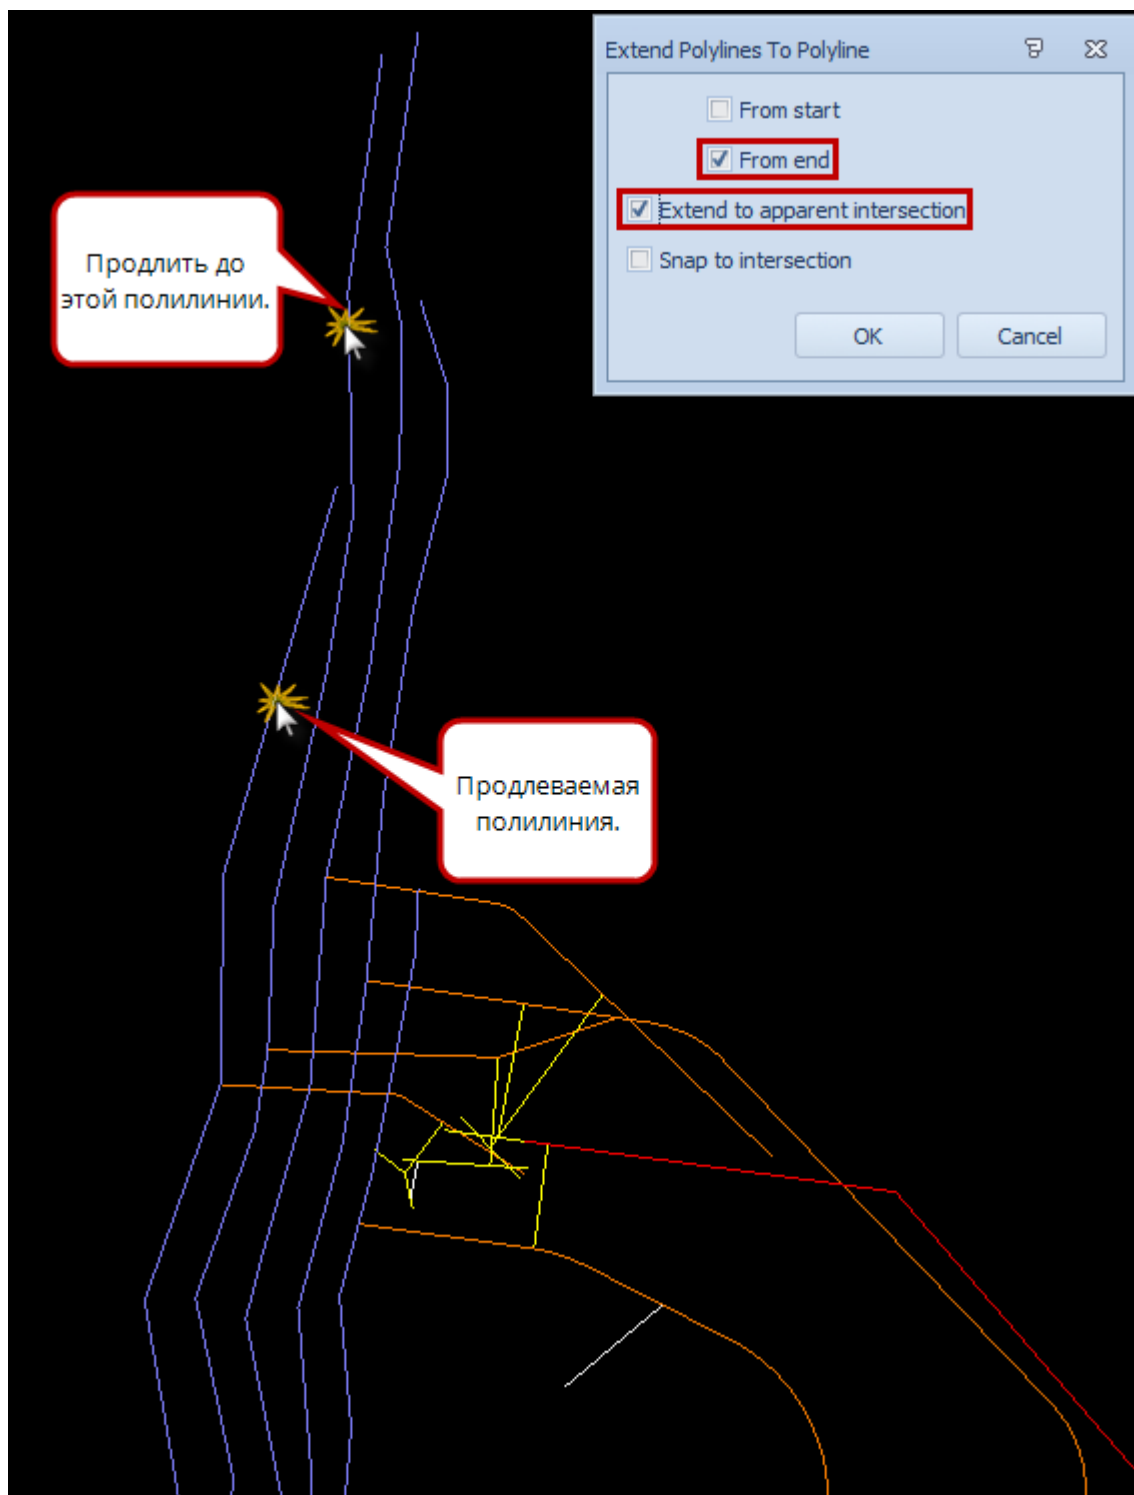 Extend Polylines To Polyline
From start
From end
Extend to apparent intersection
Snap to intersection
OK Cancel
Продлить до
этой полилинии.
Продлеваемая
полилиния.